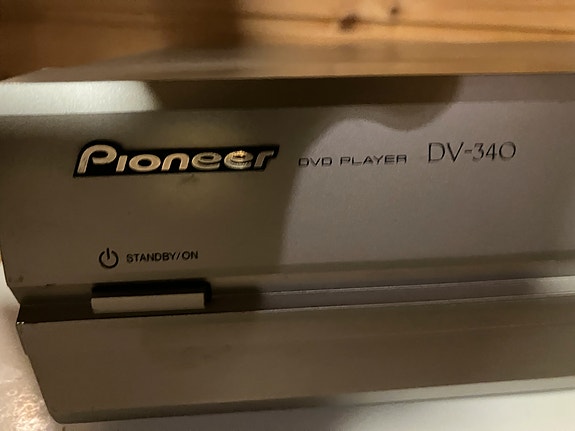 Pioneer DVD PLAYER DV-340
STANDBY/ON